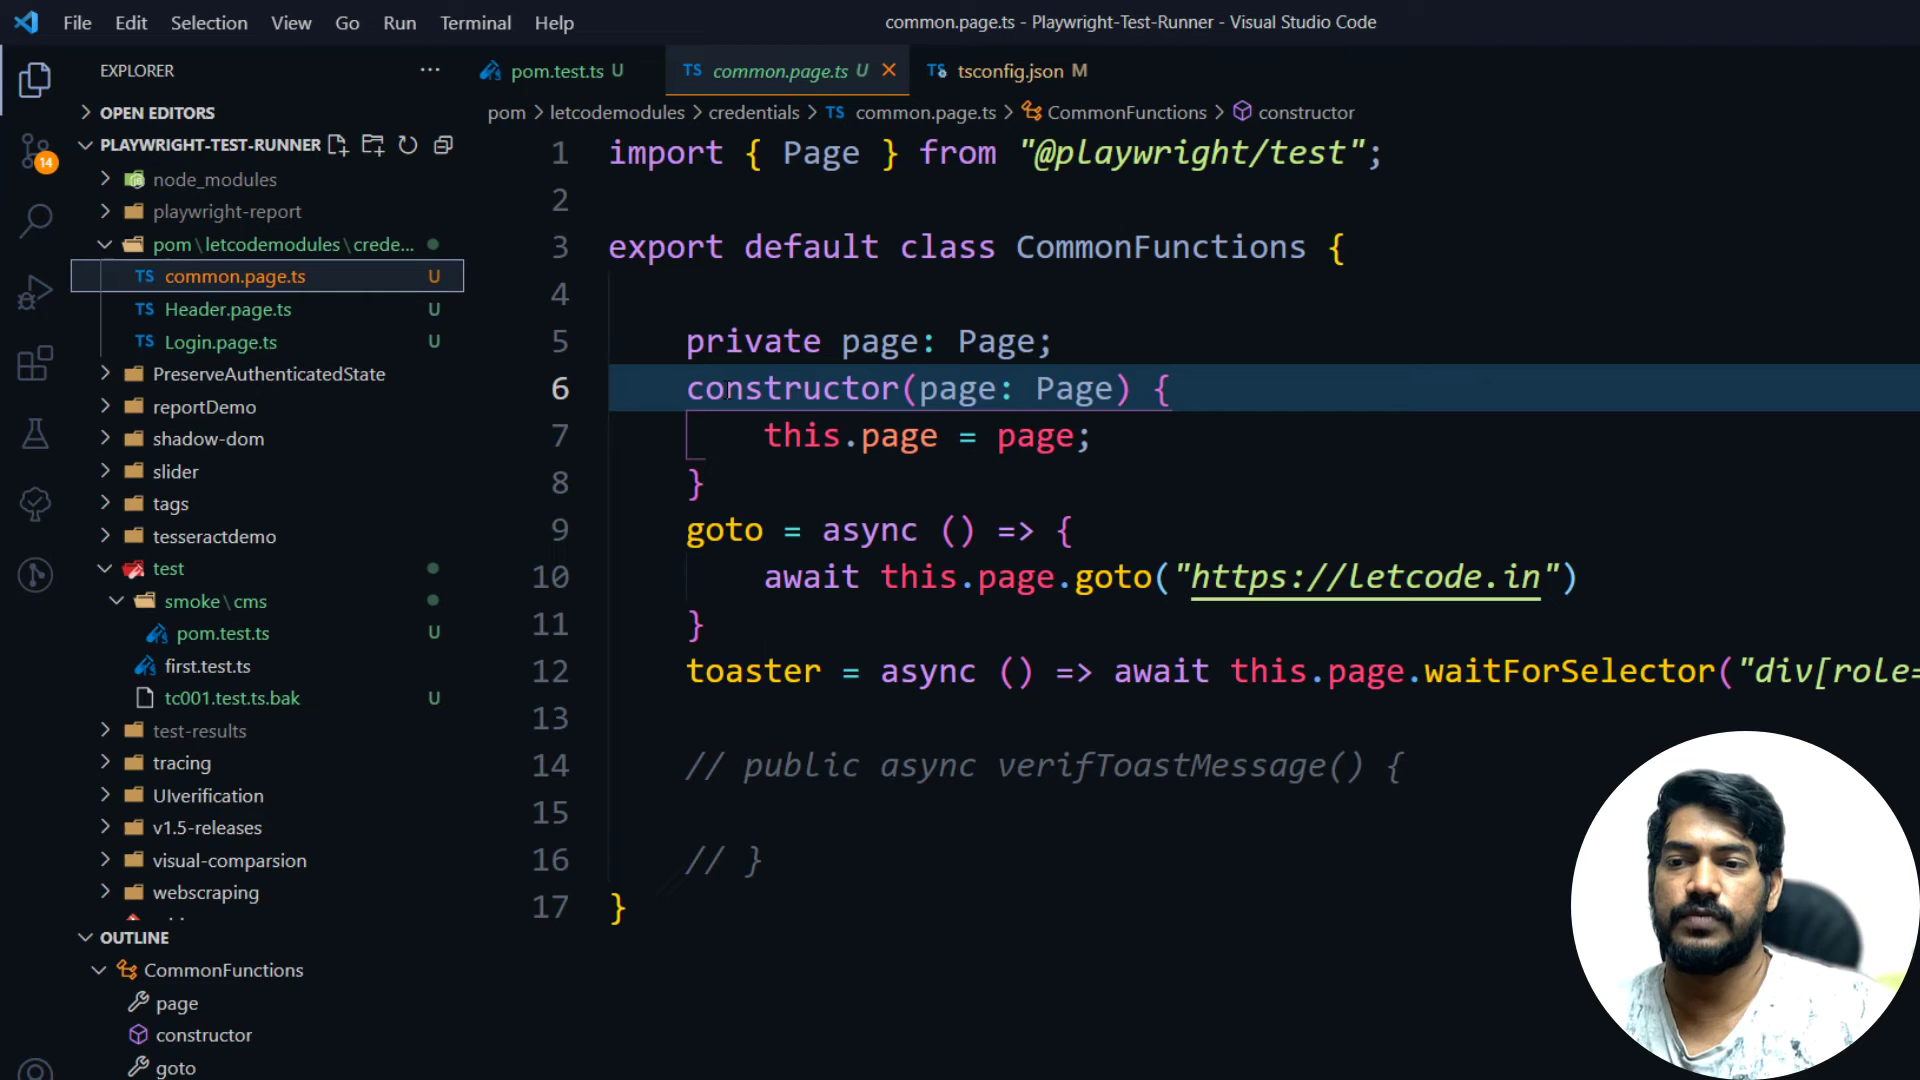 File Edit Selection View Go Run Terminal Help common.page.ts - Playwright-Test-Runner - Visual Studio Code
EXPLORER ···
pom.test.ts U
TS common.page.ts U
TS tsconfig.json M
pom > letcodemodules > credentials > TS common.page.ts > CommonFunctions > constructor
OPEN EDITORS
PLAYWRIGHT-TEST-RUNNER
node_modules
playwright-report
pom\letcodemodules\crede...
TS common.page.ts U
TS Header.page.ts U
TS Login.page.ts U
PreserveAuthenticatedState
reportDemo
shadow-dom
slider
tags
tesseractdemo
test
smoke\cms
pom.test.ts U
first.test.ts
tc001.test.ts.bak U
test-results
tracing
UIverification
v1.5-releases
visual-comparsion
webscraping
OUTLINE
CommonFunctions
page
constructor
goto
14
1 import { Page } from "@playwright/test";
2
3 export default class CommonFunctions {
4
5 private page: Page;
6 constructor(page: Page) {
7 this.page = page;
8 }
9 goto = async () => {
10 await this.page.goto("https://letcode.in")
11 }
12 toaster = async () => await this.page.waitForSelector("div[role=
13
14 // public async verifToastMessage() {
15
16 // }
17 }